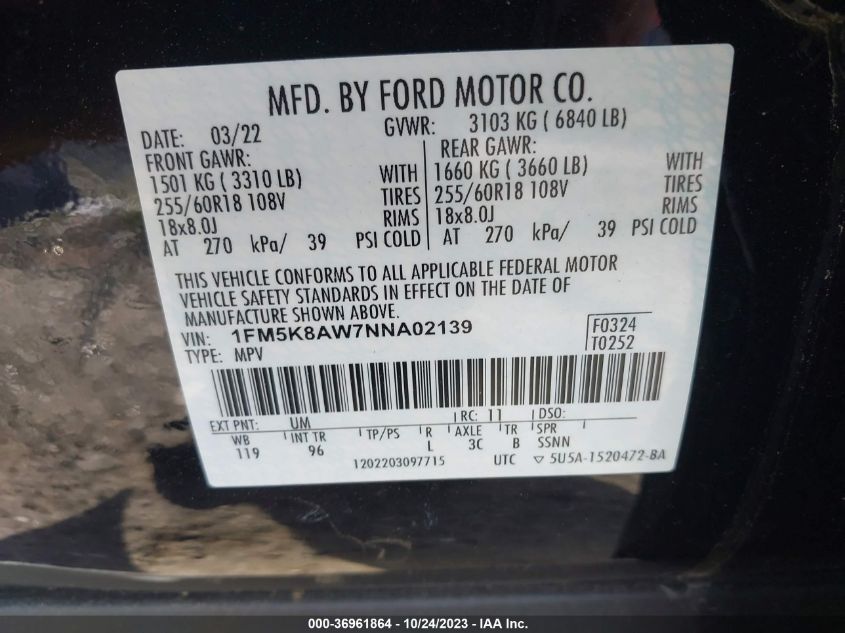 MFD. BY FORD MOTOR CO.
DATE: 03/22 GVWR: 3103 KG ( 6840 LB)
FRONT GAWR: REAR GAWR:
1501 KG ( 3310 LB) WITH 1660 KG ( 3660 LB) WITH
255/60R18 108V TIRES 255/60R18 108V TIRES
18x8.0J RIMS 18x8.0J RIMS
AT 270 kPa/ 39 PSI COLD AT 270 kPa/ 39 PSI COLD
THIS VEHICLE CONFORMS TO ALL APPLICABLE FEDERAL MOTOR
VEHICLE SAFETY STANDARDS IN EFFECT ON THE DATE OF
MANUFACTURE SHOWN ABOVE.
VIN: 1FM5K8AW7NNA02139 F0324
TYPE: MPV T0252
EXT PNT: UM RC: 11 DSO:
WB INT TR TP/PS R AXLE TR SPR
119 96 L 3C B SSNN
1202203097715 UTC ▽ 5U5A-1520472-BA
000-36961864 - 10/24/2023 - IAA Inc.